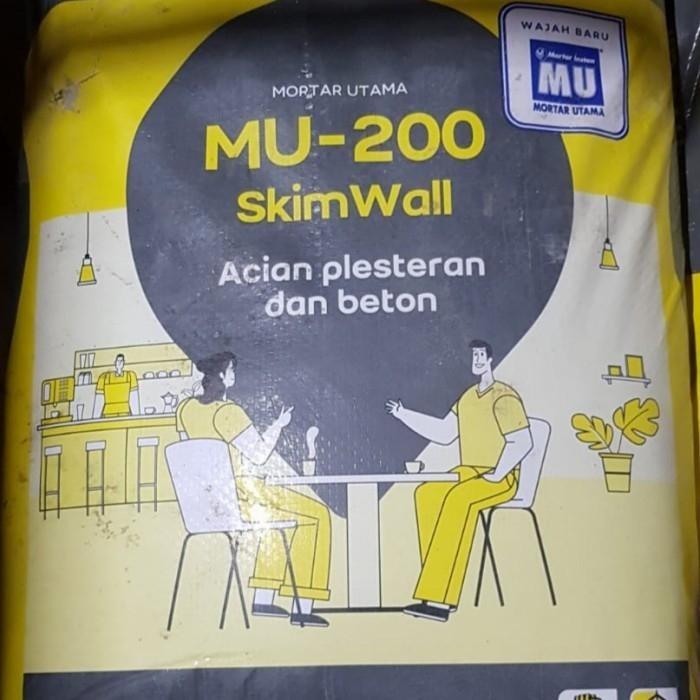 WAJAH BARU
Mortar Instan
MU
MORTAR UTAMA
MORTAR UTAMA
MU-200
SkimWall
Acian plesteran
dan beton